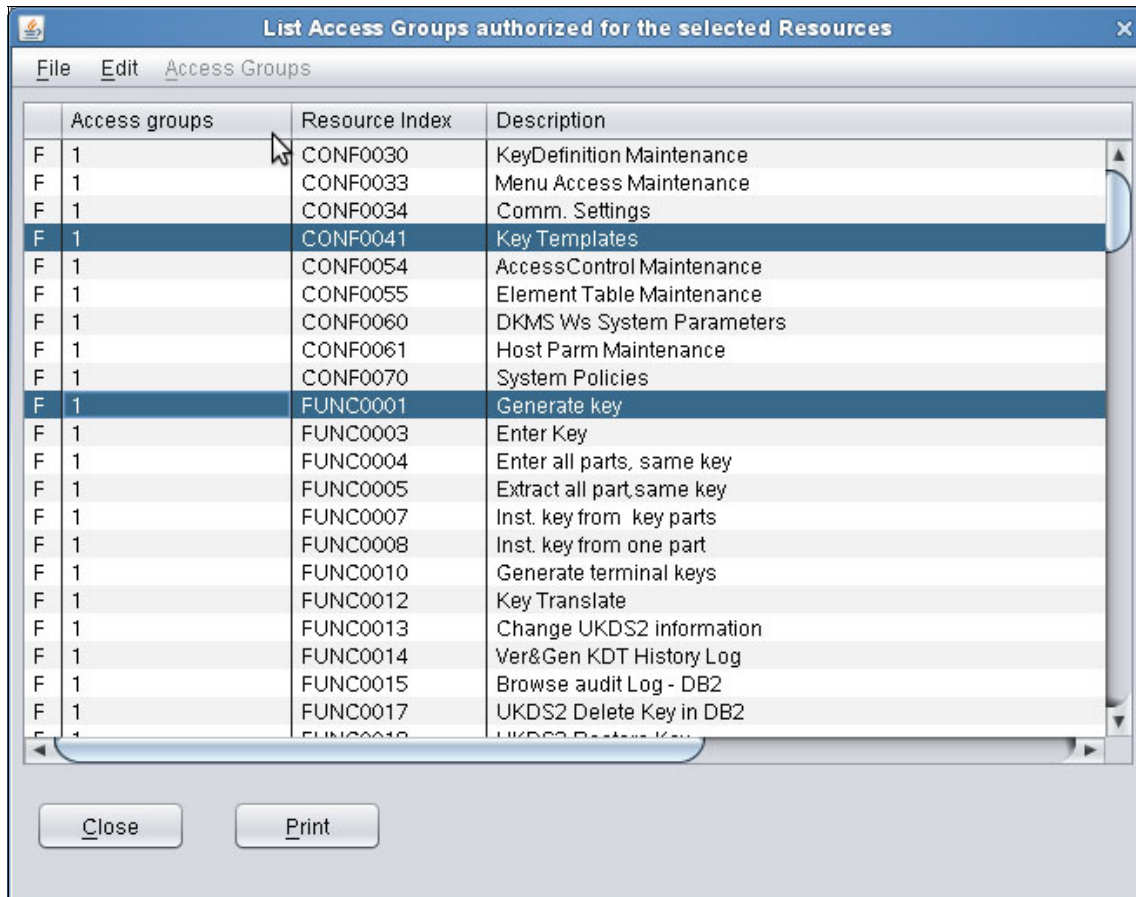 List Access Groups authorized for the selected Resources
File Edit Access Groups
Access groups Resource Index Description
F 1 CONF0030 KeyDefinition Maintenance
F 1 CONF0033 Menu Access Maintenance
F 1 CONF0034 Comm. Settings
F 1 CONF0041 Key Templates
F 1 CONF0054 AccessControl Maintenance
F 1 CONF0055 Element Table Maintenance
F 1 CONF0060 DKMS Ws System Parameters
F 1 CONF0061 Host Parm Maintenance
F 1 CONF0070 System Policies
F 1 FUNC0001 Generate key
F 1 FUNC0003 Enter Key
F 1 FUNC0004 Enter all parts, same key
F 1 FUNC0005 Extract all part,same key
F 1 FUNC0007 Inst. key from  key parts
F 1 FUNC0008 Inst. key from one part
F 1 FUNC0010 Generate terminal keys
F 1 FUNC0012 Key Translate
F 1 FUNC0013 Change UKDS2 information
F 1 FUNC0014 Ver&Gen KDT History Log
F 1 FUNC0015 Browse audit Log - DB2
F 1 FUNC0017 UKDS2 Delete Key in DB2
Close Print